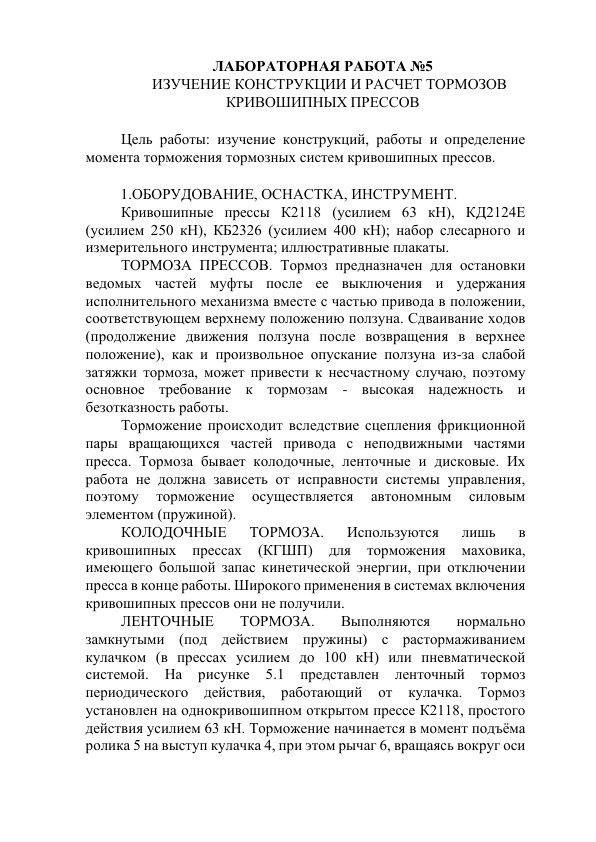 ЛАБОРАТОРНАЯ РАБОТА №5
ИЗУЧЕНИЕ КОНСТРУКЦИИ И РАСЧЕТ ТОРМОЗОВ
КРИВОШИПНЫХ ПРЕССОВ
Цель работы: изучение конструкций, работы и определение
момента торможения тормозных систем кривошипных прессов.
1.ОБОРУДОВАНИЕ, ОСНАСТКА, ИНСТРУМЕНТ.
Кривошипные прессы К2118 (усилием 63 кН), КД2124Е
(усилием 250 кН), КБ2326 (усилием 400 кН); набор слесарного и
измерительного инструмента; иллюстративные плакаты.
ТОРМОЗА ПРЕССОВ. Тормоз предназначен для остановки
ведомых частей муфты после ее выключения и удержания
исполнительного механизма вместе с частью привода в положении,
соответствующем верхнему положению ползуна. Сдваивание ходов
(продолжение движения ползуна после возвращения в верхнее
положение), как и произвольное опускание ползуна из-за слабой
затяжки тормоза, может привести к несчастному случаю, поэтому
основное требование к тормозам - высокая надежность и
безотказность работы.
Торможение происходит вследствие сцепления фрикционной
пары вращающихся частей привода с неподвижными частями
пресса. Тормоза бывает колодочные, ленточные и дисковые. Их
работа не должна зависеть от исправности системы управления,
поэтому торможение осуществляется автономным силовым
элементом (пружиной).
КОЛОДОЧНЫЕ ТОРМОЗА. Используются лишь в
кривошипных прессах (КГШП) для торможения маховика,
имеющего большой запас кинетической энергии, при отключении
пресса в конце работы. Широкого применения в системах включения
кривошипных прессов они не получили.
ЛЕНТОЧНЫЕ ТОРМОЗА. Выполняются нормально
замкнутыми (под действием пружины) с растормаживанием
кулачком (в прессах усилием до 100 кН) или пневматической
системой. На рисунке 5.1 представлен ленточный тормоз
периодического действия, работающий от кулачка. Тормоз
установлен на однокривошипном открытом прессе К2118, простого
действия усилием 63 кН. Торможение начинается в момент подъёма
ролика 5 на выступ кулачка 4, при этом рычаг 6, вращаясь вокруг оси